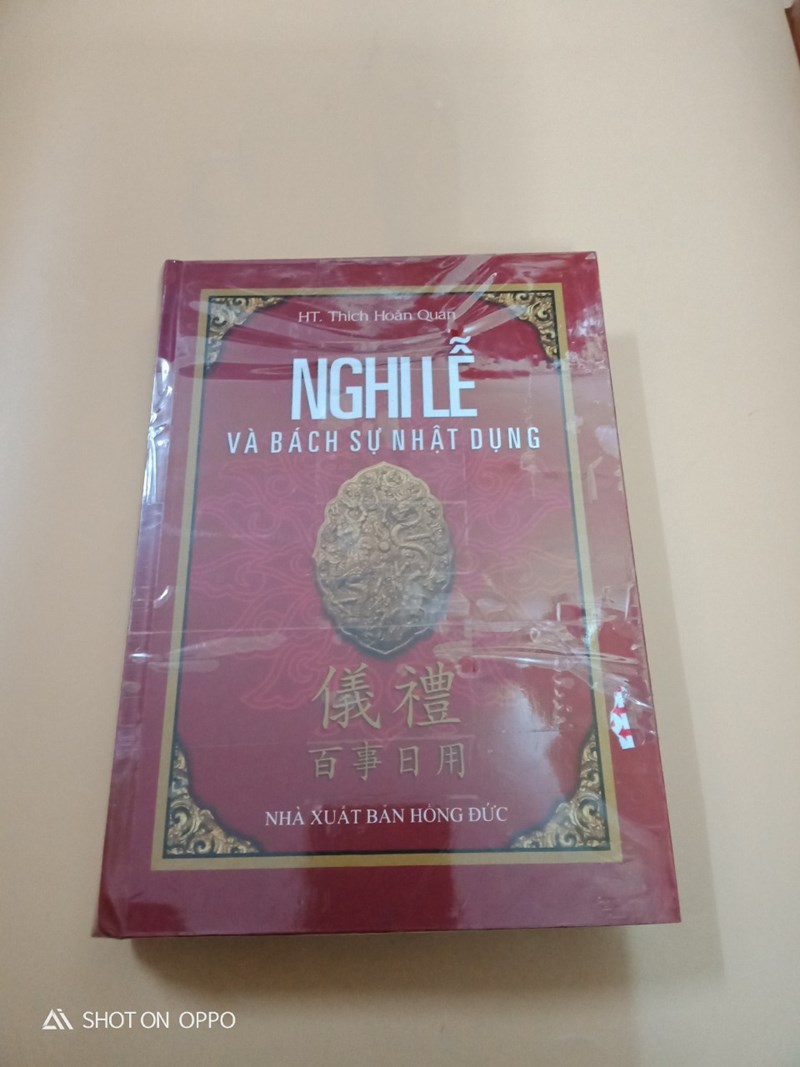 HT. Thích Hoàn Quan
NGHI LỄ
VÀ BÁCH SỰ NHẬT DỤNG
儀禮
百事日用
NHÀ XUẤT BẢN HỒNG ĐỨC
SHOT ON OPPO